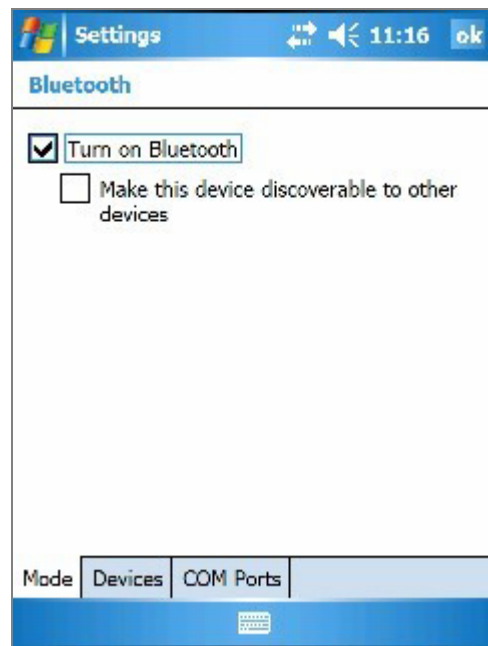 Settings 11:16 ok
Bluetooth
Turn on Bluetooth
Make this device discoverable to other
devices
Mode Devices COM Ports